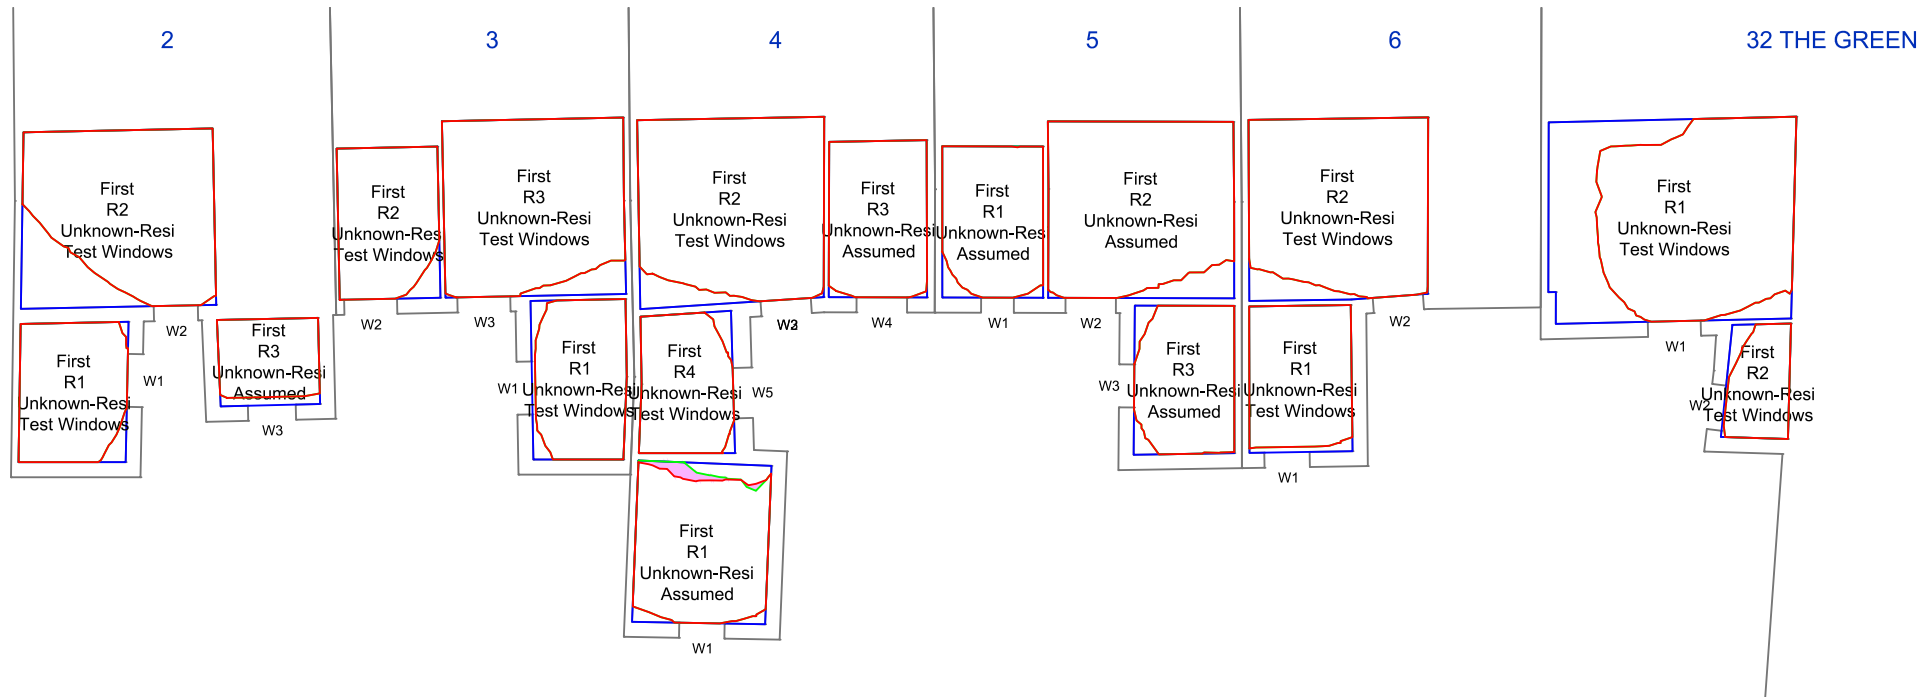 2
3
4
5
6
32 THE GREEN
First
R2
Unknown-Resi
Test Windows
W2
First
R1
Unknown-Resi
Test Windows
W1
First
R3
Unknown-Resi
Assumed
W3
First
R2
Unknown-Resi
Test Windows
W2
First
R3
Unknown-Resi
Test Windows
W3
First
R1
Unknown-Resi
Test Windows
W1
First
R2
Unknown-Resi
Test Windows
First
R3
Unknown-Resi
Assumed
W4
First
R4
Unknown-Resi
Test Windows
W5
First
R1
Unknown-Resi
Assumed
W1
First
R1
Unknown-Resi
Assumed
W1
First
R2
Unknown-Resi
Assumed
W2
First
R3
Unknown-Resi
Assumed
W3
First
R2
Unknown-Resi
Test Windows
W2
First
R1
Unknown-Resi
Test Windows
W1
First
R1
Unknown-Resi
Test Windows
W1
First
R2
Unknown-Resi
Test Windows
W2